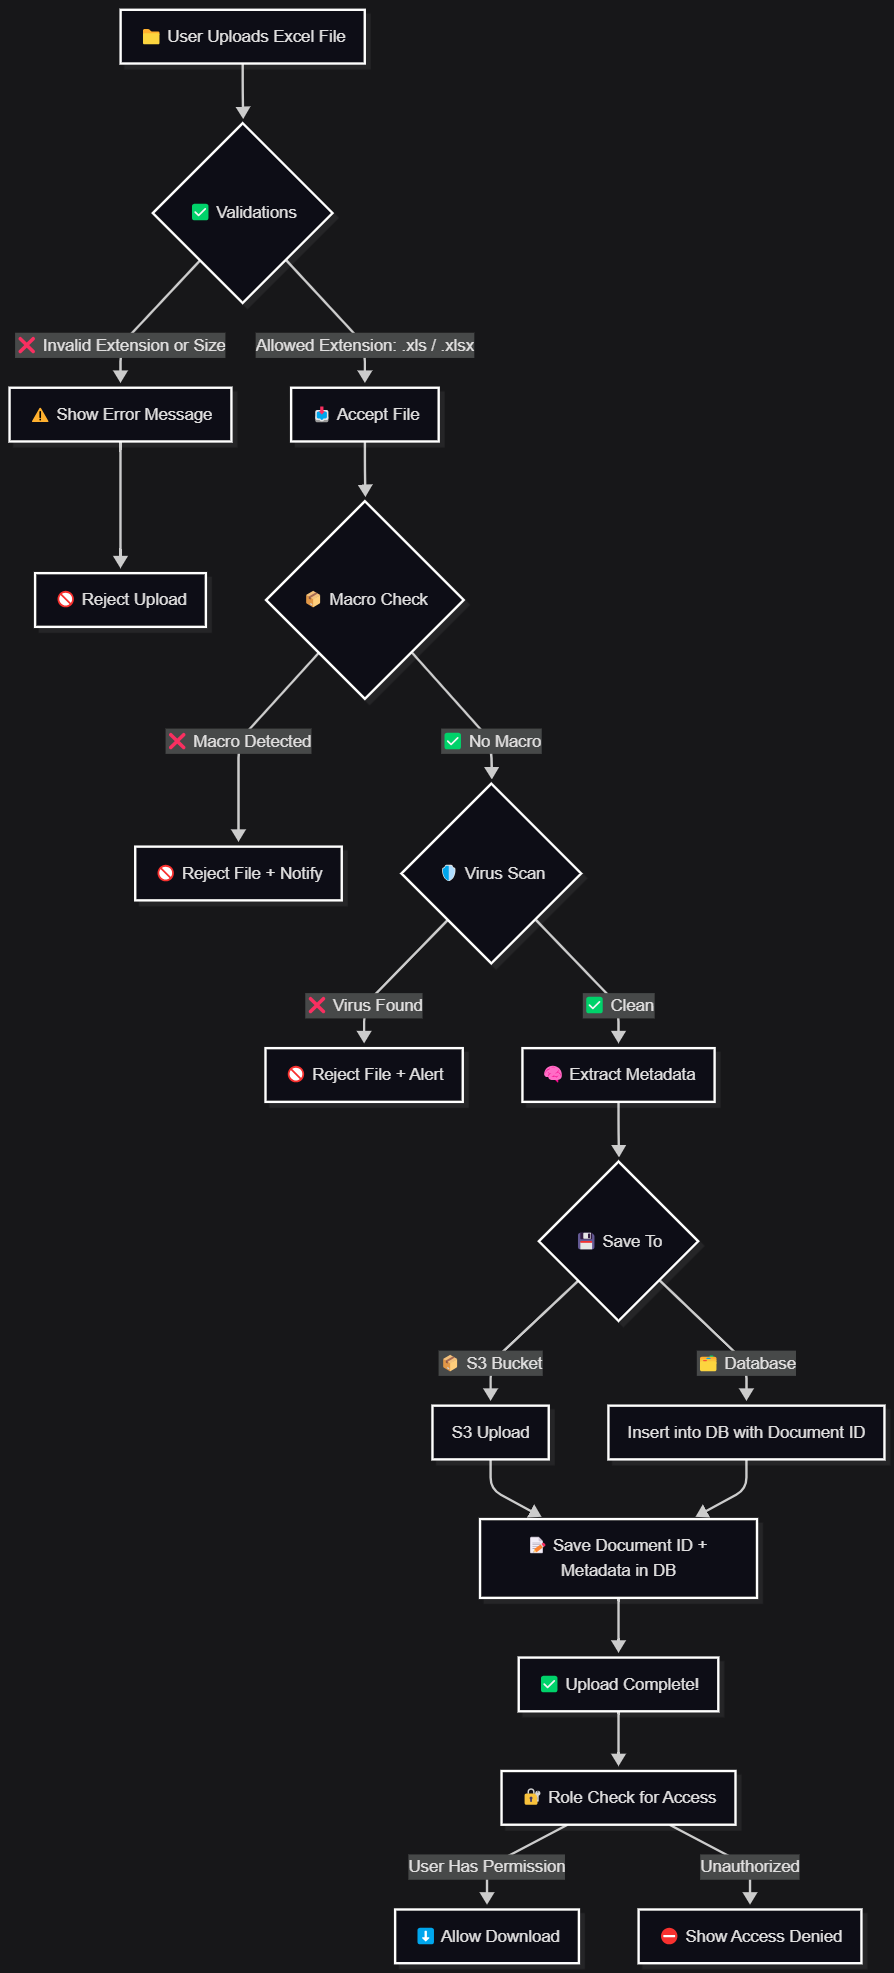 📁 User Uploads Excel File
✅ Validations
❌ Invalid Extension or Size
Allowed Extension: .xls / .xlsx
⚠️ Show Error Message
📥 Accept File
🚫 Reject Upload
📦 Macro Check
❌ Macro Detected
✅ No Macro
🚫 Reject File + Notify
🛡️ Virus Scan
❌ Virus Found
✅ Clean
🚫 Reject File + Alert
🧠 Extract Metadata
💾 Save To
📦 S3 Bucket
🗂️ Database
S3 Upload
Insert into DB with Document ID
📝 Save Document ID +
Metadata in DB
✅ Upload Complete!
🔐 Role Check for Access
User Has Permission
Unauthorized
⬇️ Allow Download
⛔ Show Access Denied